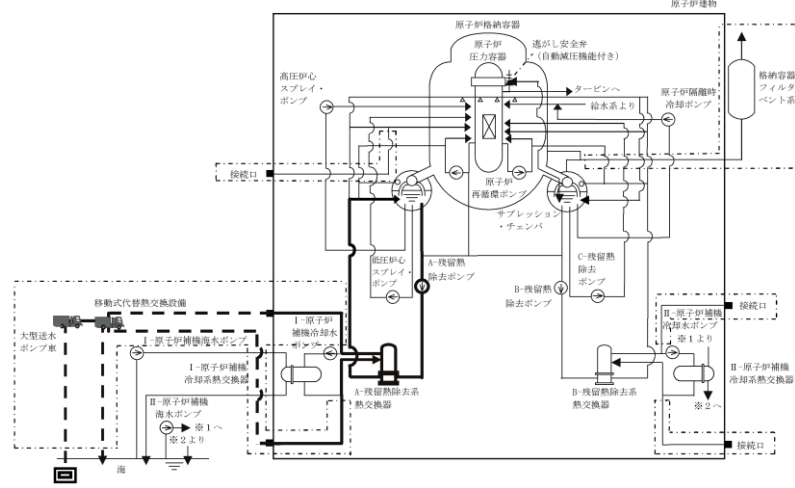 原子炉建物
原子炉格納容器
原子炉
圧力容器
逃がし安全弁
（自動減圧機能付き）
高圧炉心
スプレイ・
ポンプ
タービンへ
給水系より
原子炉隔離時
冷却ポンプ
格納容器
フィルタ
ベント系
接続口
原子炉
再循環ポンプ
サプレッション
・チェンバ
低圧炉心
スプレイ・
ポンプ
A-残留熱
除去ポンプ
B-残留熱
除去ポンプ
C-残留熱
除去
ポンプ
移動式代替熱交換設備
大型送水
ポンプ車
Ⅰ-原子炉補機海水ポンプ
Ⅰ-原子炉
補機冷却水
ポンプ
Ⅰ-原子炉補機
冷却系熱交換器
Ⅱ-原子炉補機
海水ポンプ
※1へ
※2より
海
A-残留熱除去系
熱交換器
B-残留熱除去系
熱交換器
Ⅱ-原子炉補機
冷却水ポンプ
※1より
接続口
Ⅱ-原子炉補機
冷却系熱交換器
※2へ
接続口